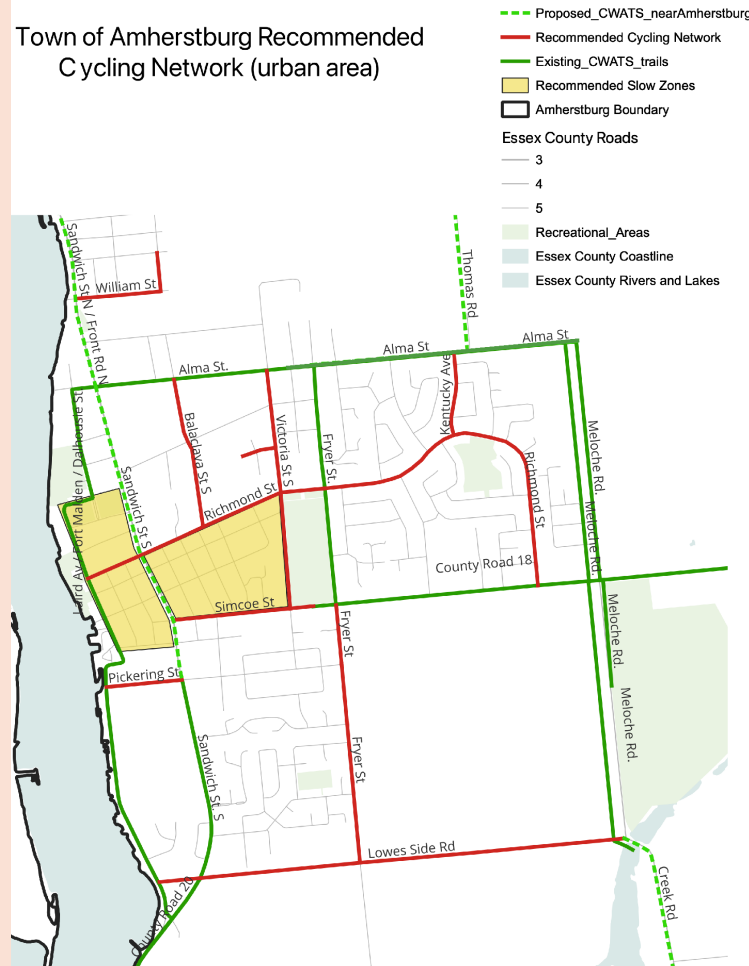 Town of Amherstburg Recommended
Cycling Network (urban area)
Proposed_CWATS_nearAmherstburg
Recommended Cycling Network
Existing_CWATS_trails
Recommended Slow Zones
Amherstburg Boundary
Essex County Roads
3
4
5
Recreational_Areas
Essex County Coastline
Essex County Rivers and Lakes
Sandwich St N / Front Rd N
William St
Thomas Rd
Alma St.
Alma St
Alma St
Kentucky Ave
Laird Av / Fort Malden / Dalhousie St
Balaclava St S
Victoria St S
Fryer St.
Meloche Rd.
Sandwich St S
Richmond St
Richmond St
Meloche Rd.
County Road 18
Simcoe St
Fryer St
Meloche Rd.
Pickering St
Meloche Rd.
Sandwich St. S
Fryer St
Lowes Side Rd
County Road 20
Creek Rd